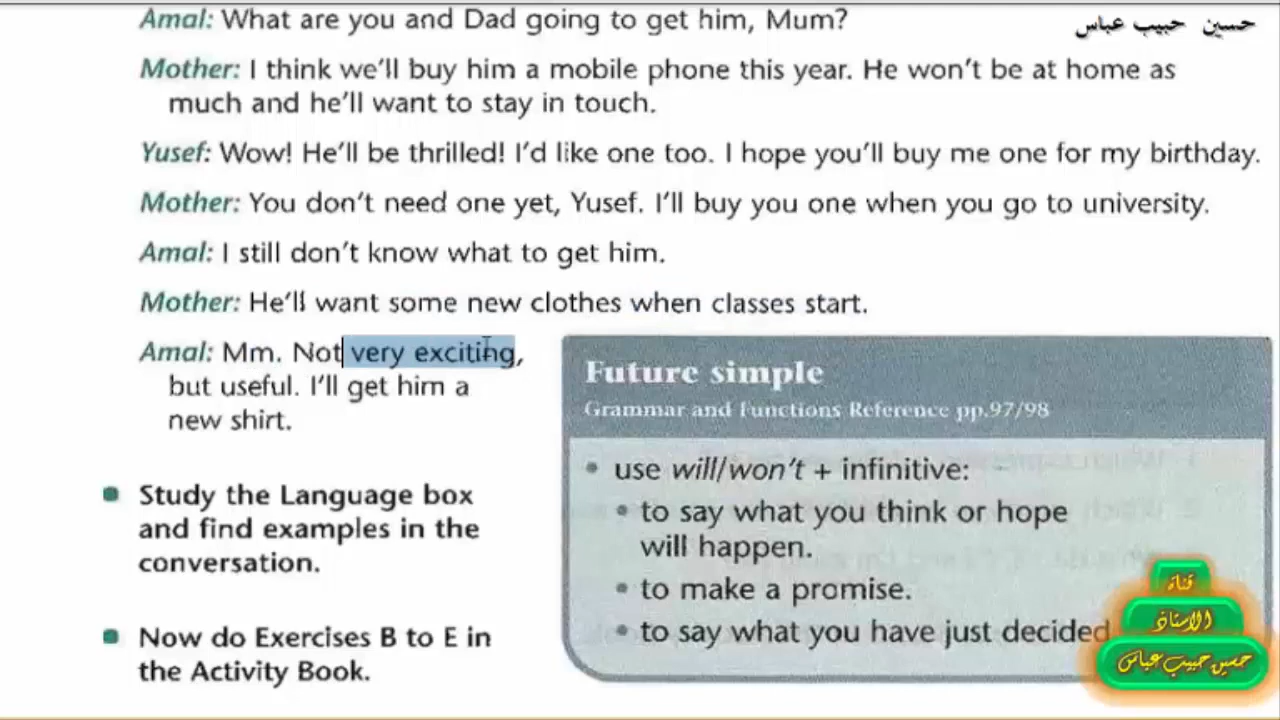 Amal: What are you and Dad going to get him, Mum?
حسين حبيب عباس
Mother: I think we'll buy him a mobile phone this year. He won't be at home as
much and he'll want to stay in touch.
Yusef: Wow! He'll be thrilled! I'd like one too. I hope you'll buy me one for my birthday.
Mother: You don't need one yet, Yusef. I'll buy you one when you go to university.
Amal: I still don't know what to get him.
Mother: He'll want some new clothes when classes start.
Amal: Mm. Not very exciting,
but useful. I'll get him a
new shirt.
Study the Language box
and find examples in the
conversation.
Now do Exercises B to E in
the Activity Book.
Future simple
Grammar and Functions Reference pp.97/98
use will/won't + infinitive:
to say what you think or hope
will happen.
to make a promise.
to say what you have just decided
قناة
الاستاذ
حسين حبيب عباس